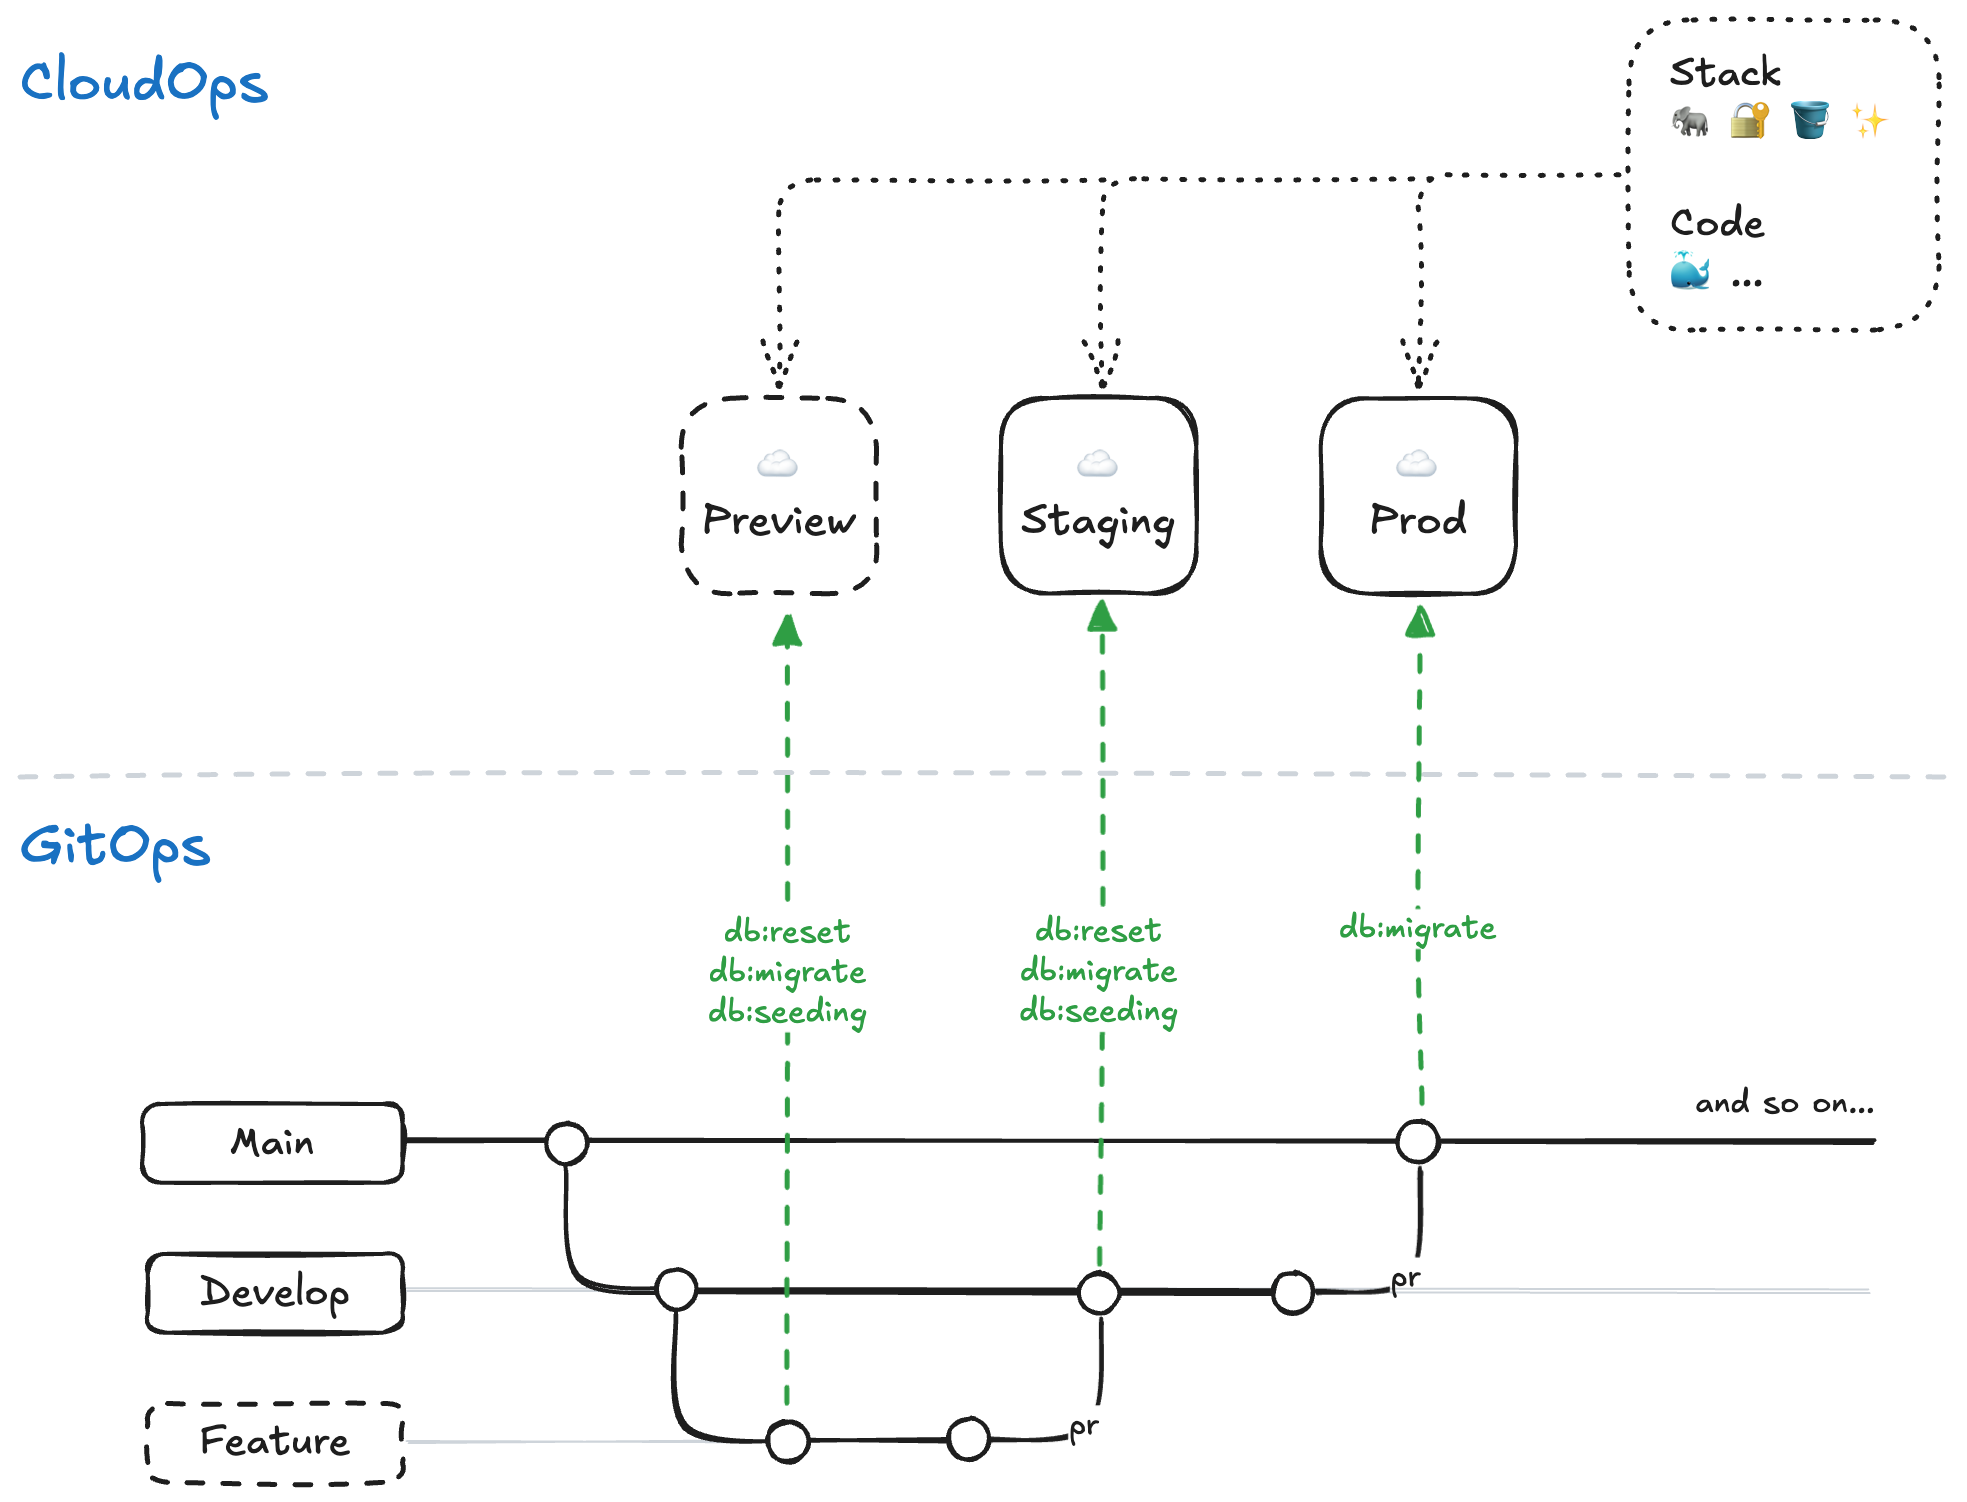 CloudOps
Stack
Code
...
Preview
Staging
Prod
GitOps
db:reset
db:migrate
db:seeding
db:reset
db:migrate
db:seeding
db:migrate
and so on...
Main
Develop
pr
Feature
pr